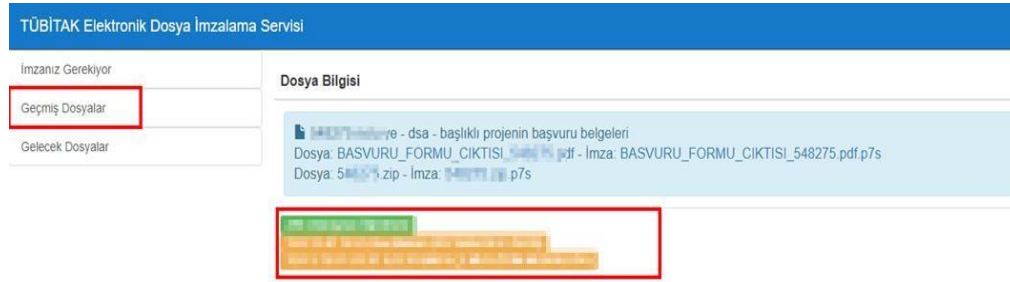 TÜBİTAK Elektronik Dosya İmzalama Servisi
İmzanız Gerekiyor
Geçmiş Dosyalar
Gelecek Dosyalar
Dosya Bilgisi
- dsa - başlıklı projenin başvuru belgeleri
Dosya: BASVURU_FORMU_CIKTISI_ - İmza: BASVURU_FORMU_CIKTISI_548275.pdf.p7s
Dosya: .zip - İmza: .p7s